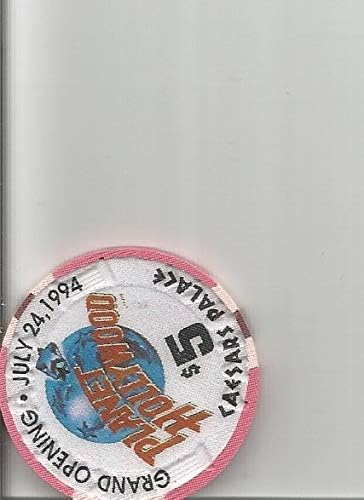 GRAND OPENING • JULY 24, 1994
PLANET
HOLLYWOOD
$5
CAESARS PALACE